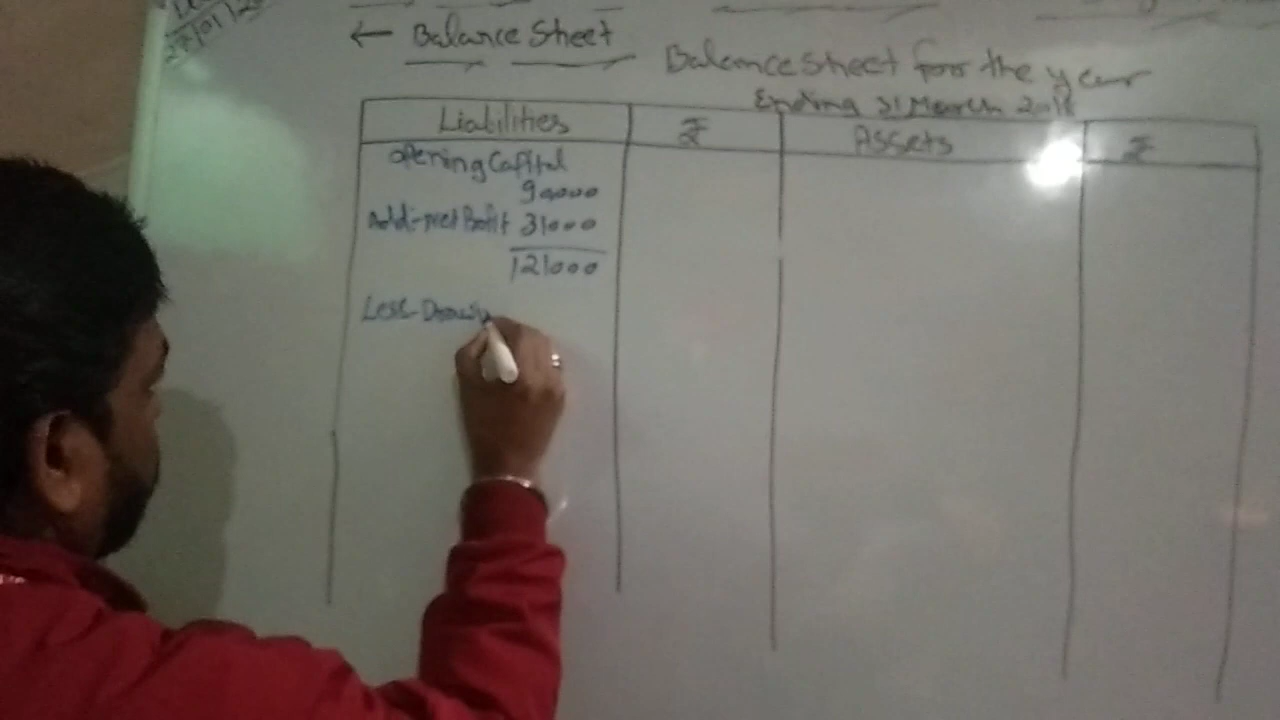 ← Balance Sheet
Balance Sheet for the year
Ending 31 March 2018
Liabilities ₹ Assets ₹
Opening Capital
90000
Add:-Net Profit 31000
121000
Less-Drawin